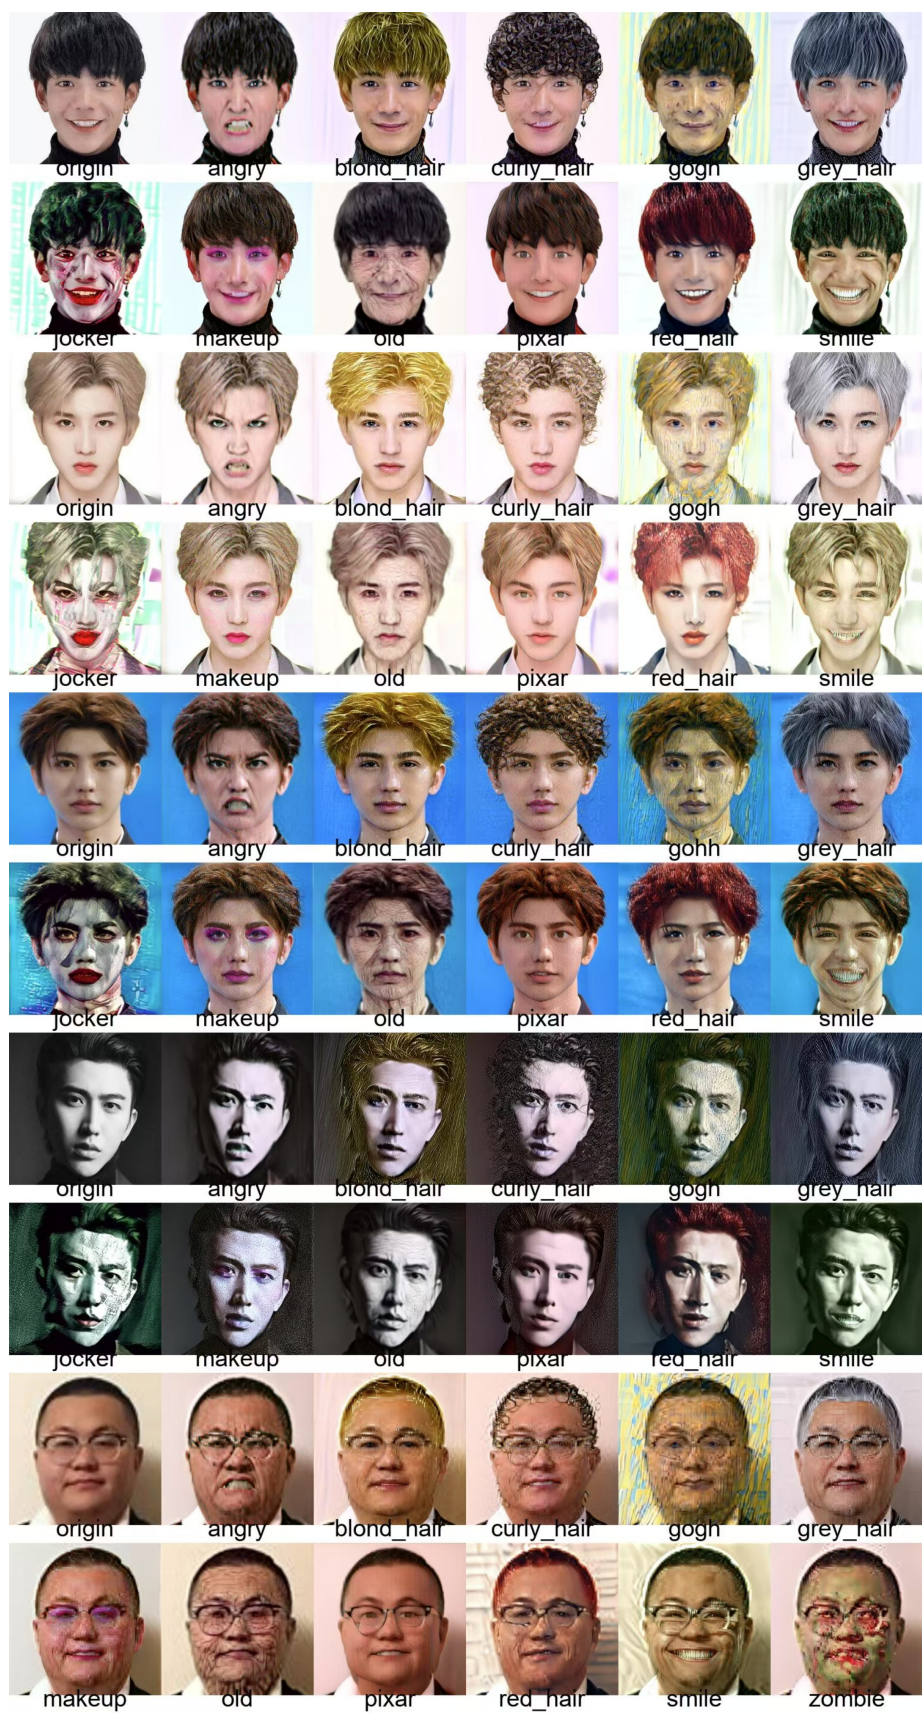 origin angry blond_hair curly_hair gogh grey_hair
jocker makeup old pixar red_hair smile
origin angry blond_hair curly_hair gogh grey_hair
jocker makeup old pixar red_hair smile
origin angry blond_hair curly_hair gohh grey_hair
jocker makeup old pixar red_hair smile
origin angry blond_hair curly_hair gogh grey_hair
jocker makeup old pixar red_hair smile
origin angry blond_hair curly_hair gogh grey_hair
makeup old pixar red_hair smile zombie